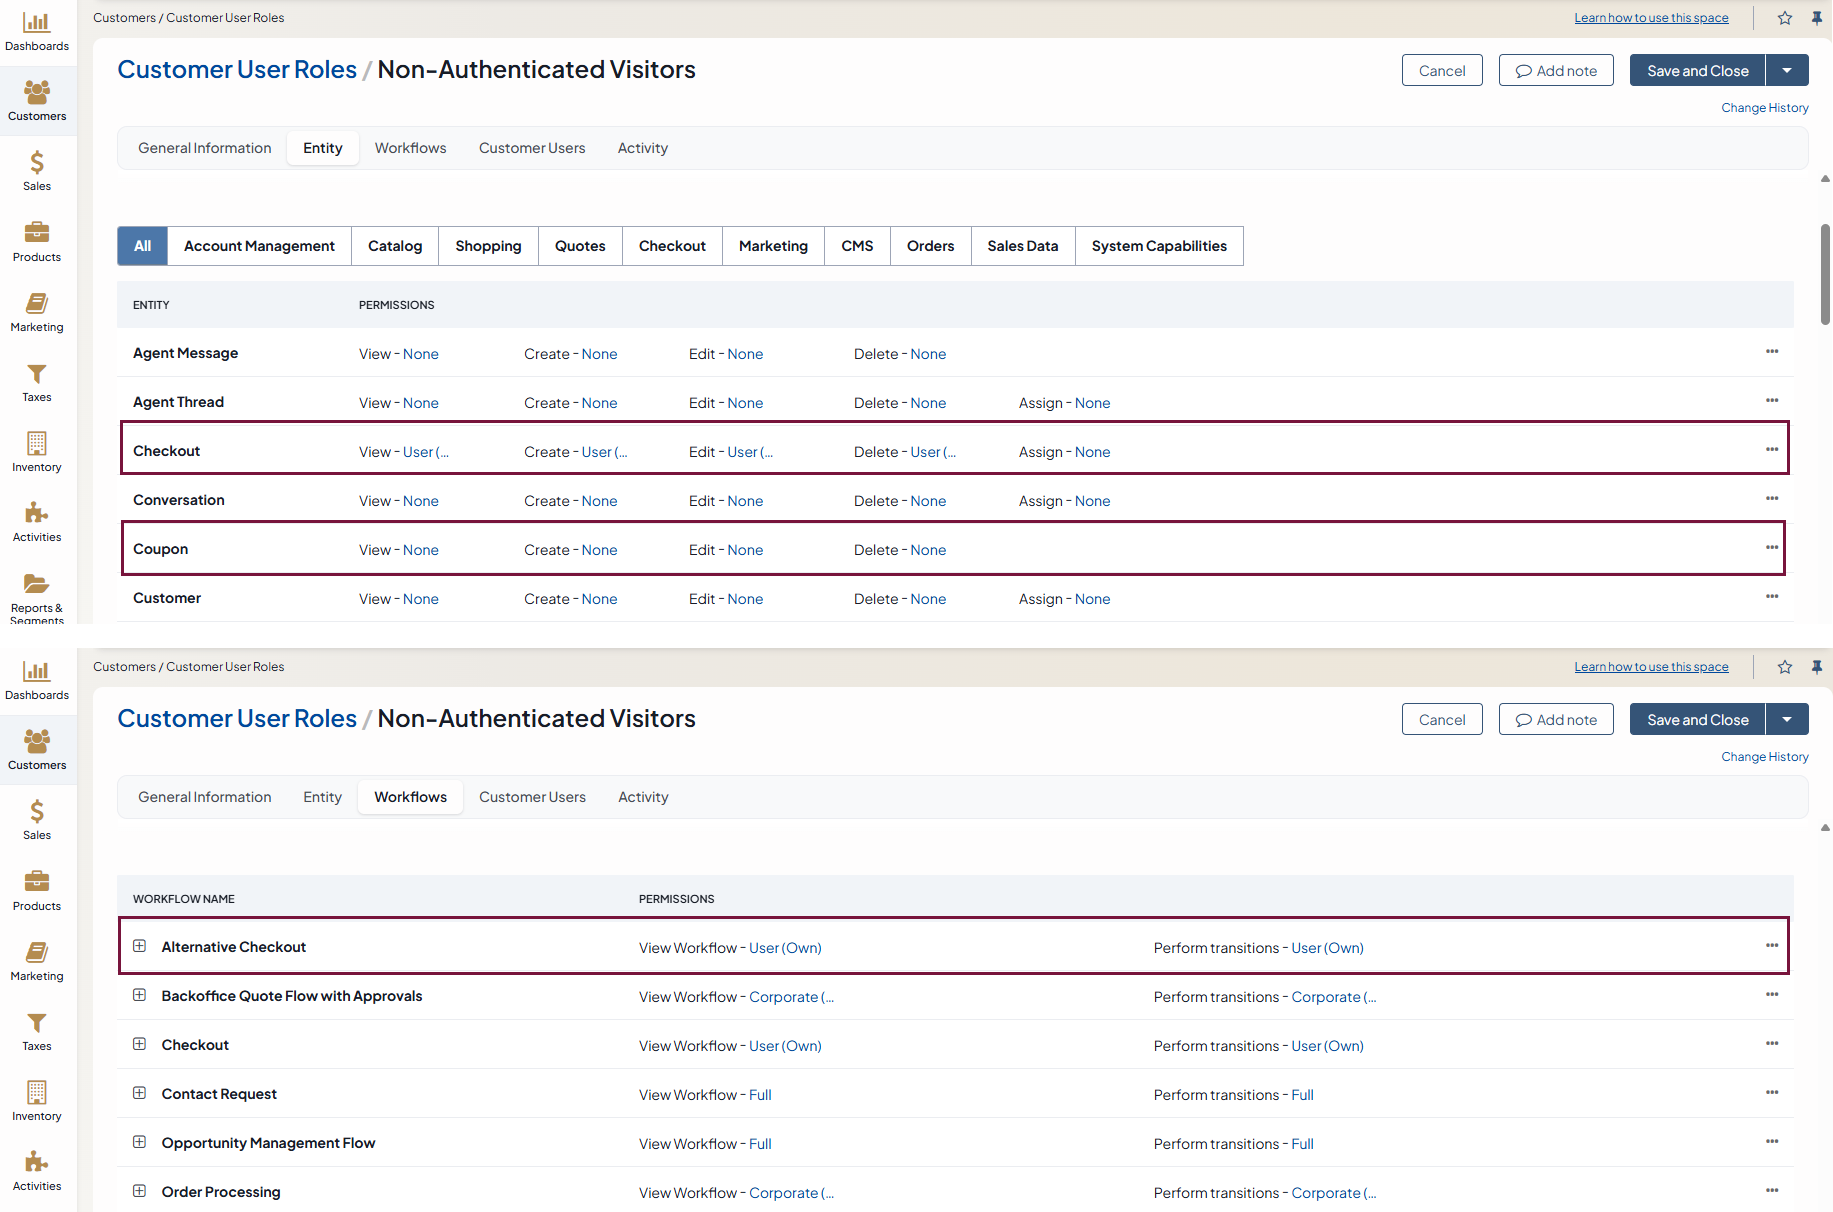 Customers / Customer User Roles
Learn how to use this space
Customer User Roles / Non-Authenticated Visitors
Cancel
Add note
Save and Close
Change History
General Information Entity Workflows Customer Users Activity
Dashboards
Customers
Sales
Products
Marketing
Taxes
Inventory
Activities
Reports &
Segments
All Account Management Catalog Shopping Quotes Checkout Marketing CMS Orders Sales Data System Capabilities
ENTITY PERMISSIONS
Agent Message View - None Create - None Edit - None Delete - None
Agent Thread View - None Create - None Edit - None Delete - None Assign - None
Checkout View - User (... Create - User (... Edit - User (... Delete - User (... Assign - None
Conversation View - None Create - None Edit - None Delete - None Assign - None
Coupon View - None Create - None Edit - None Delete - None
Customer View - None Create - None Edit - None Delete - None Assign - None
Customers / Customer User Roles
Learn how to use this space
Customer User Roles / Non-Authenticated Visitors
Cancel
Add note
Save and Close
Change History
General Information Entity Workflows Customer Users Activity
Dashboards
Customers
Sales
Products
Marketing
Taxes
Inventory
Activities
WORKFLOW NAME PERMISSIONS
Alternative Checkout View Workflow - User (Own) Perform transitions - User (Own)
Backoffice Quote Flow with Approvals View Workflow - Corporate (... Perform transitions - Corporate (...
Checkout View Workflow - User (Own) Perform transitions - User (Own)
Contact Request View Workflow - Full Perform transitions - Full
Opportunity Management Flow View Workflow - Full Perform transitions - Full
Order Processing View Workflow - Corporate (... Perform transitions - Corporate (...